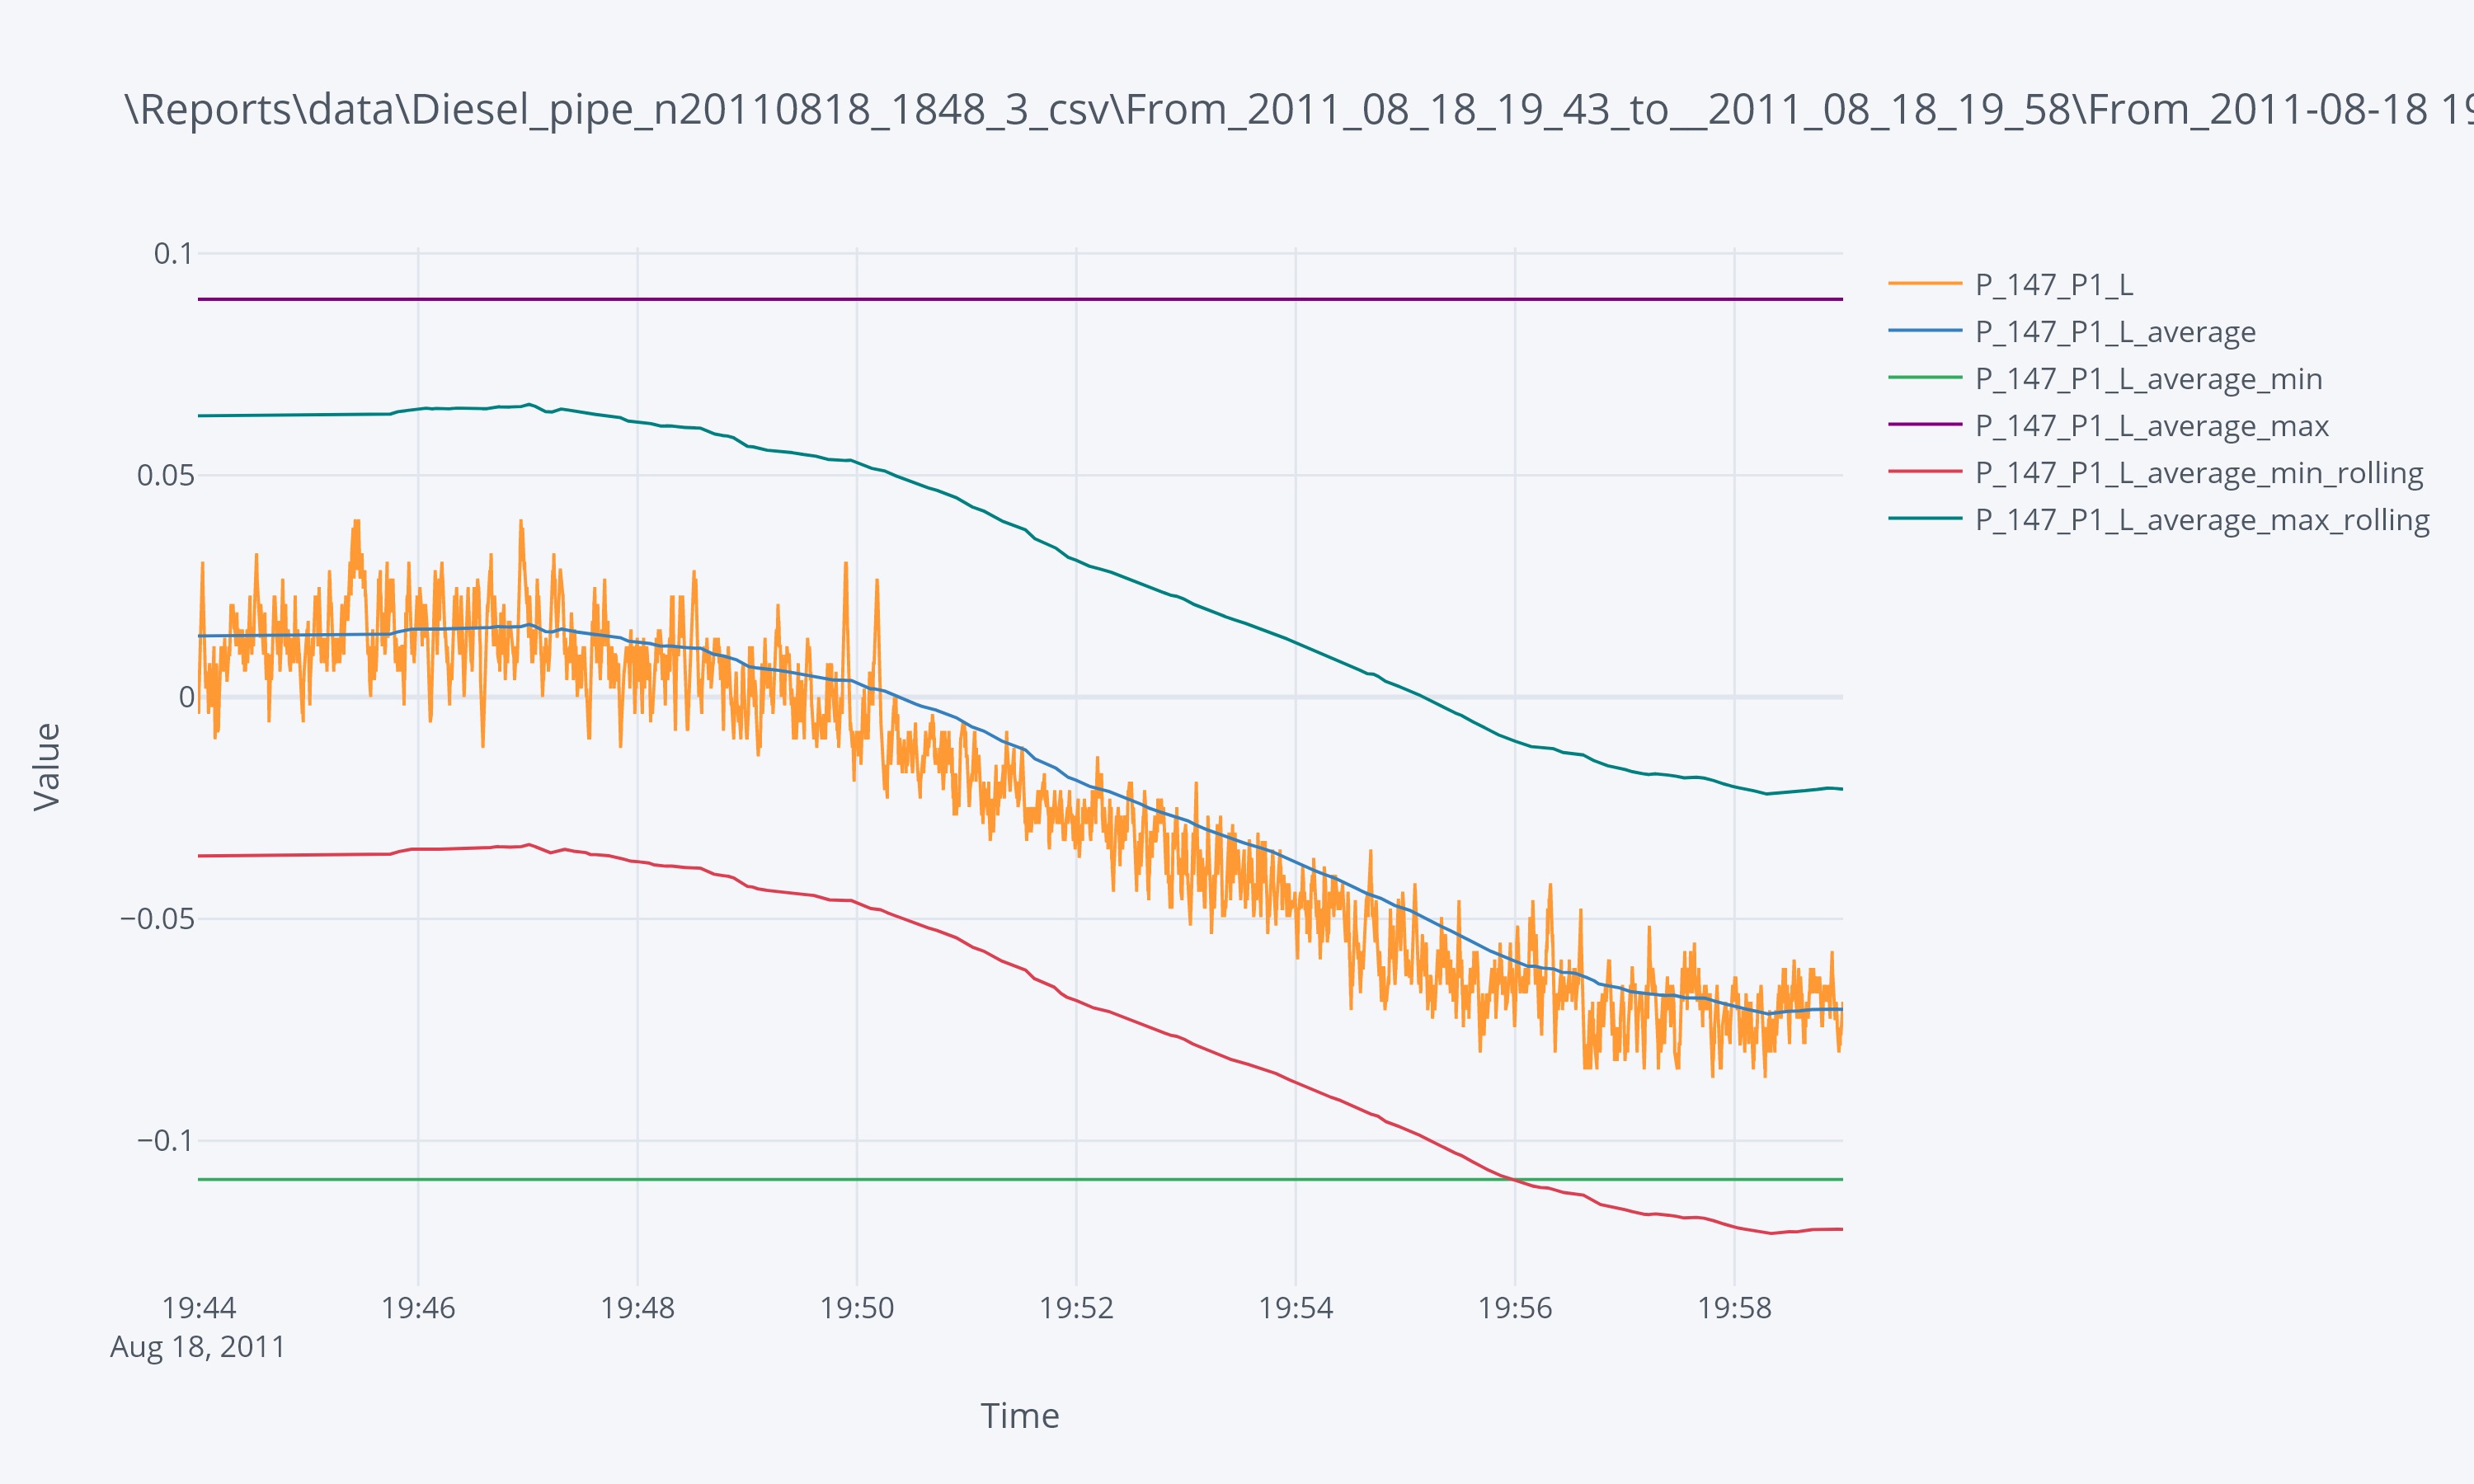 \Reports\data\Diesel_pipe_n20110818_1848_3_csv\From_2011_08_18_19_43_to__2011_08_18_19_58\From_2011-08-18 19
0.1
0.05
0
−0.05
−0.1
Value
19:44
Aug 18, 2011
19:46
19:48
19:50
19:52
19:54
19:56
19:58
Time
P_147_P1_L
P_147_P1_L_average
P_147_P1_L_average_min
P_147_P1_L_average_max
P_147_P1_L_average_min_rolling
P_147_P1_L_average_max_rolling